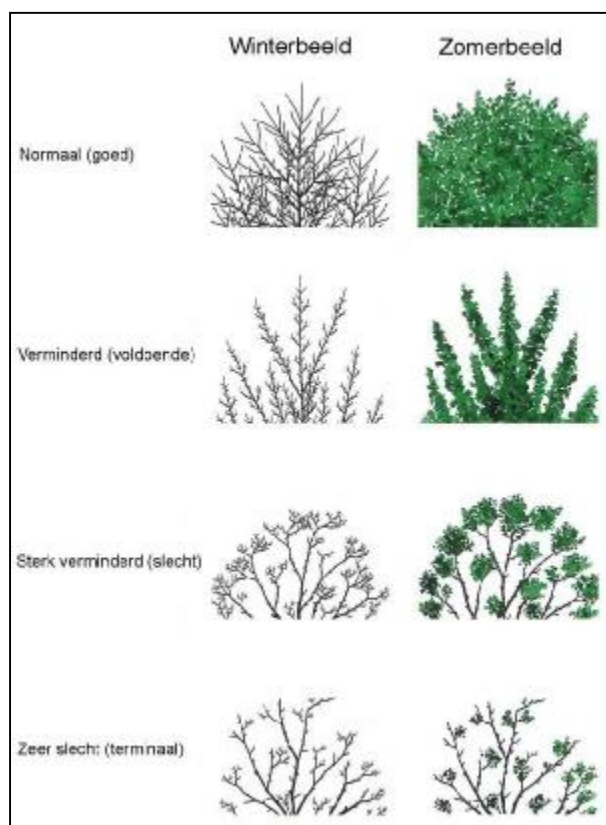 Winterbeeld Zomerbeeld
Normaal (goed)
Verminderd (voldoende)
Sterk verminderd (slecht)
Zeer slecht (terminaal)